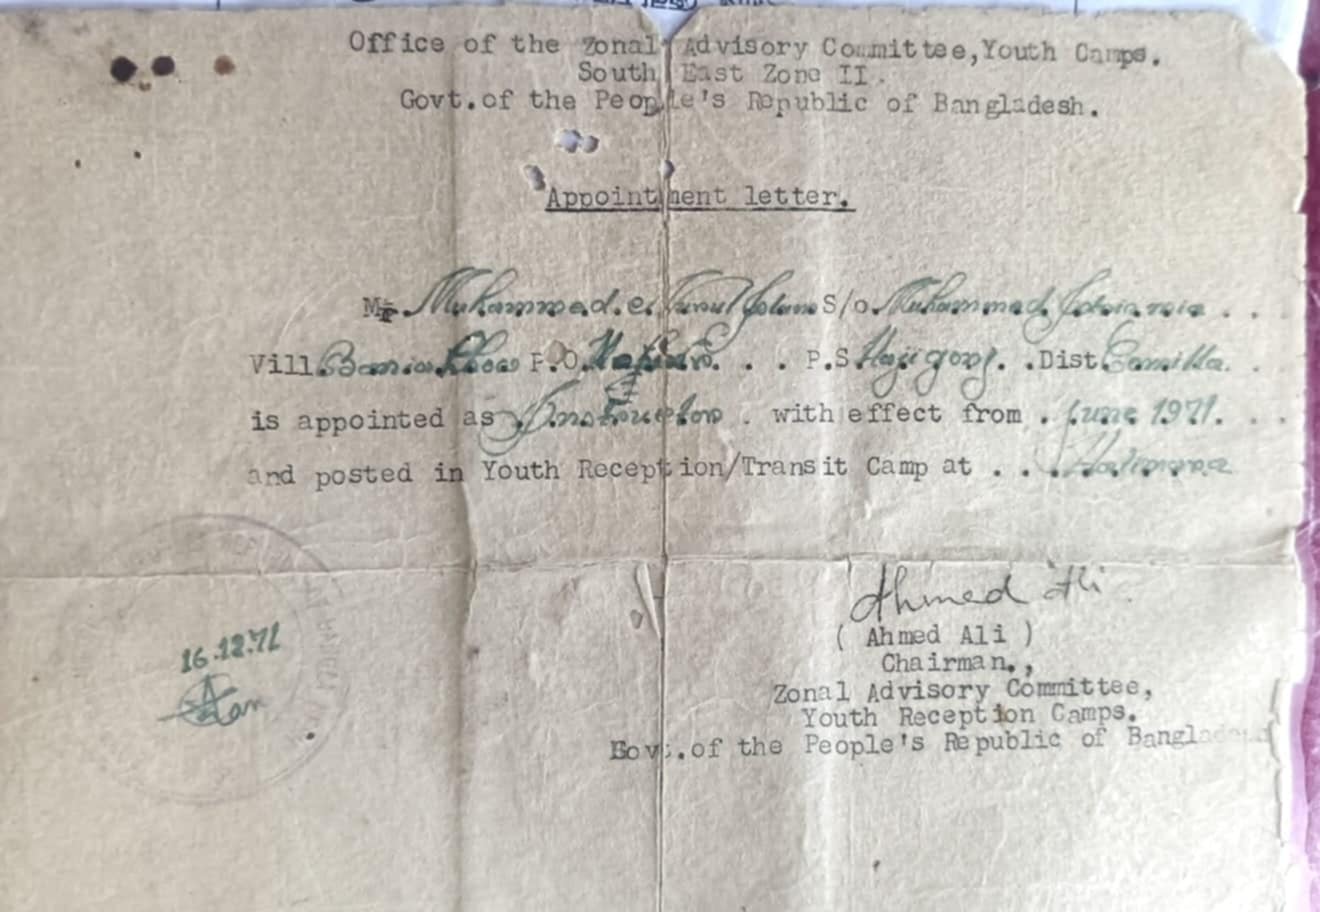 Office of the Zonal Advisory Committee,Youth Camps.
South East Zone II.
Govt.of the People's Republic of Bangladesh.
Appointment letter.
Mr. Muhammad. S/o. Muhammad. . .
Vill. P.O. . . P.S. Hajigonj. .Dist. Comilla. .
is appointed as Instructor . with effect from . June 1971. . .
and posted in Youth Reception/Transit Camp at . . .
Ahmed Ali
( Ahmed Ali )
Chairman.,
Zonal Advisory Committee,
Youth Reception Camps.
Govt.of the People's Republic of Bangladesh
16.12.71